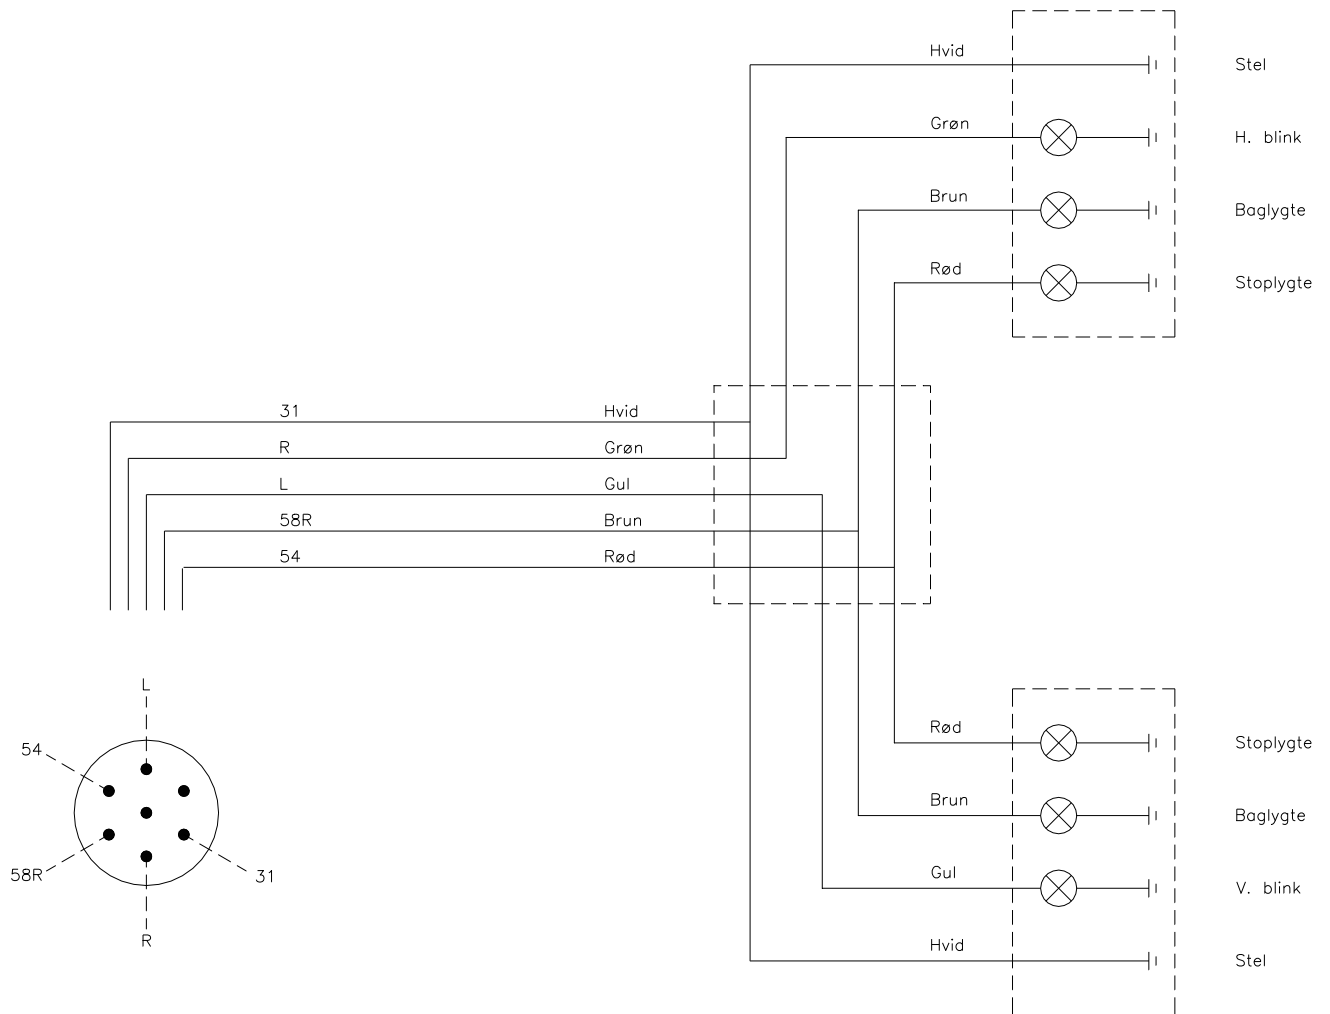 Hvid
Stel
Grøn
H. blink
Brun
Baglygte
Rød
Stoplygte
31 Hvid
R Grøn
L Gul
58R Brun
54 Rød
L
54
58R
31
R
Rød
Stoplygte
Brun
Baglygte
Gul
V. blink
Hvid
Stel